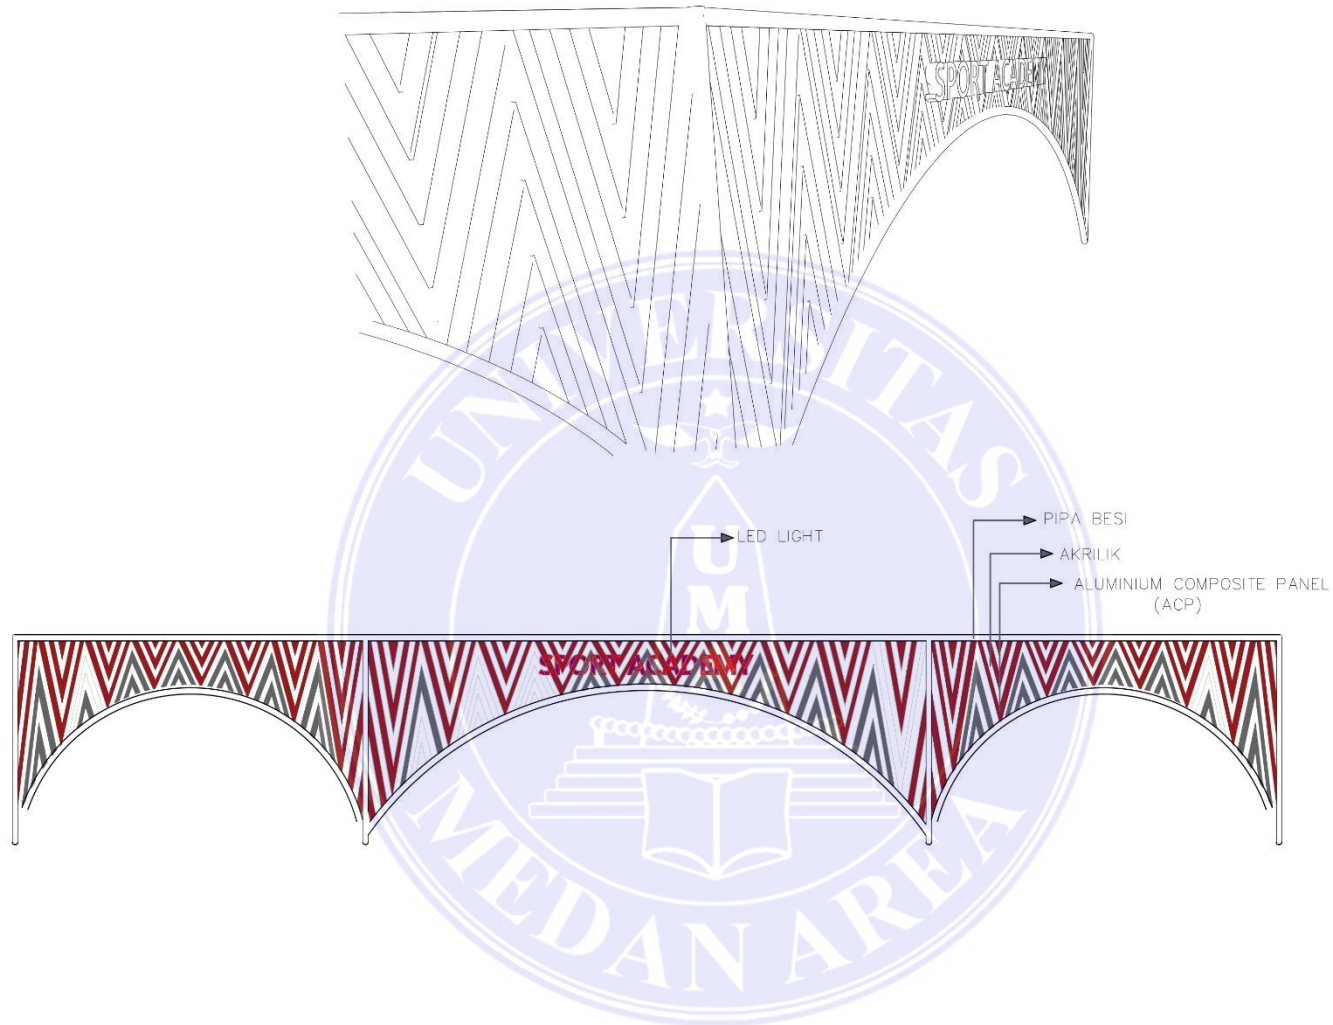 SPORT ACADEMY
UNIVERSITAS
PIPA BESI
LED LIGHT
AKRILIK
ALUMINIUM COMPOSITE PANEL
(ACP)
UM
SPORT ACADEMY
MEDAN AREA